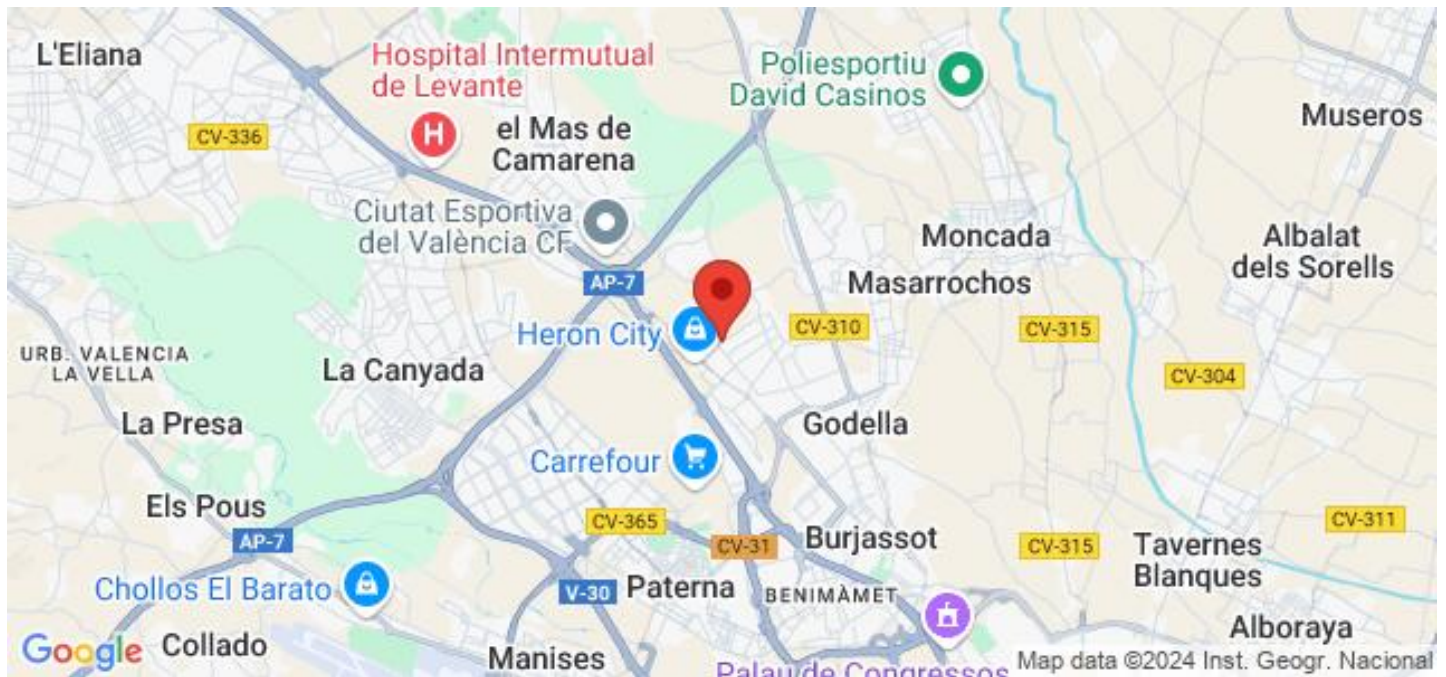 L'Eliana
Hospital Intermutual
de Levante
Poliesportiu
David Casinos
Museros
CV-336
H
el Mas de
Camarena
Ciutat Esportiva
del València CF
Moncada
Albalat
dels Sorells
AP-7
Masarrochos
Heron City
CV-310
CV-315
URB. VALENCIA
LA VELLA
La Canyada
CV-304
La Presa
Godella
Carrefour
Els Pous
CV-365
CV-311
AP-7
CV-31
Burjassot
CV-315
Tavernes
Blanques
Chollos El Barato
V-30
Paterna
BENIMÀMET
Alboraya
Google
Collado
Manises
Palau de Congressos
Map data ©2024 Inst. Geogr. Nacional